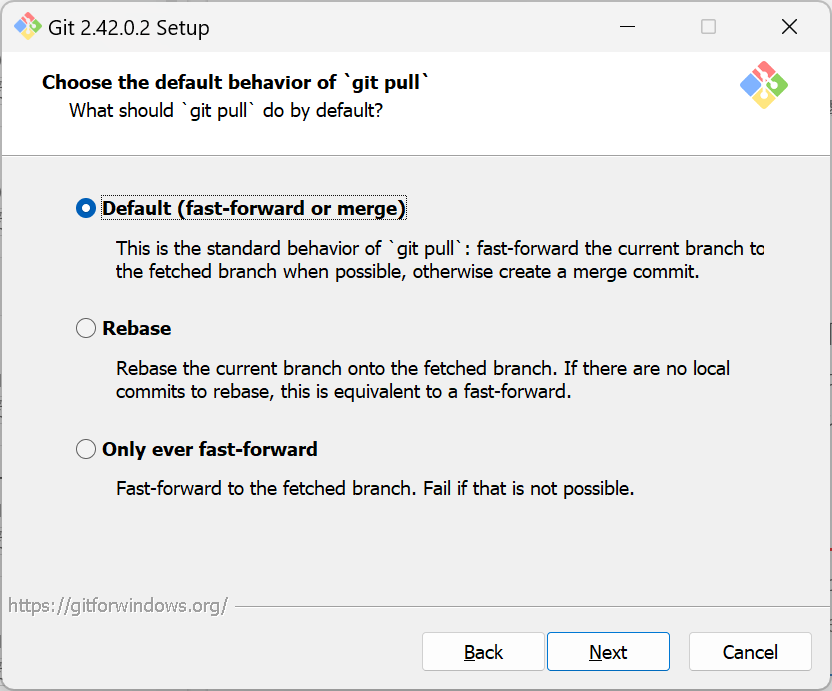 Git 2.42.0.2 Setup
Choose the default behavior of `git pull`
What should `git pull` do by default?
Default (fast-forward or merge)
This is the standard behavior of `git pull`: fast-forward the current branch to
the fetched branch when possible, otherwise create a merge commit.
Rebase
Rebase the current branch onto the fetched branch. If there are no local
commits to rebase, this is equivalent to a fast-forward.
Only ever fast-forward
Fast-forward to the fetched branch. Fail if that is not possible.
https://gitforwindows.org/
Back Next Cancel